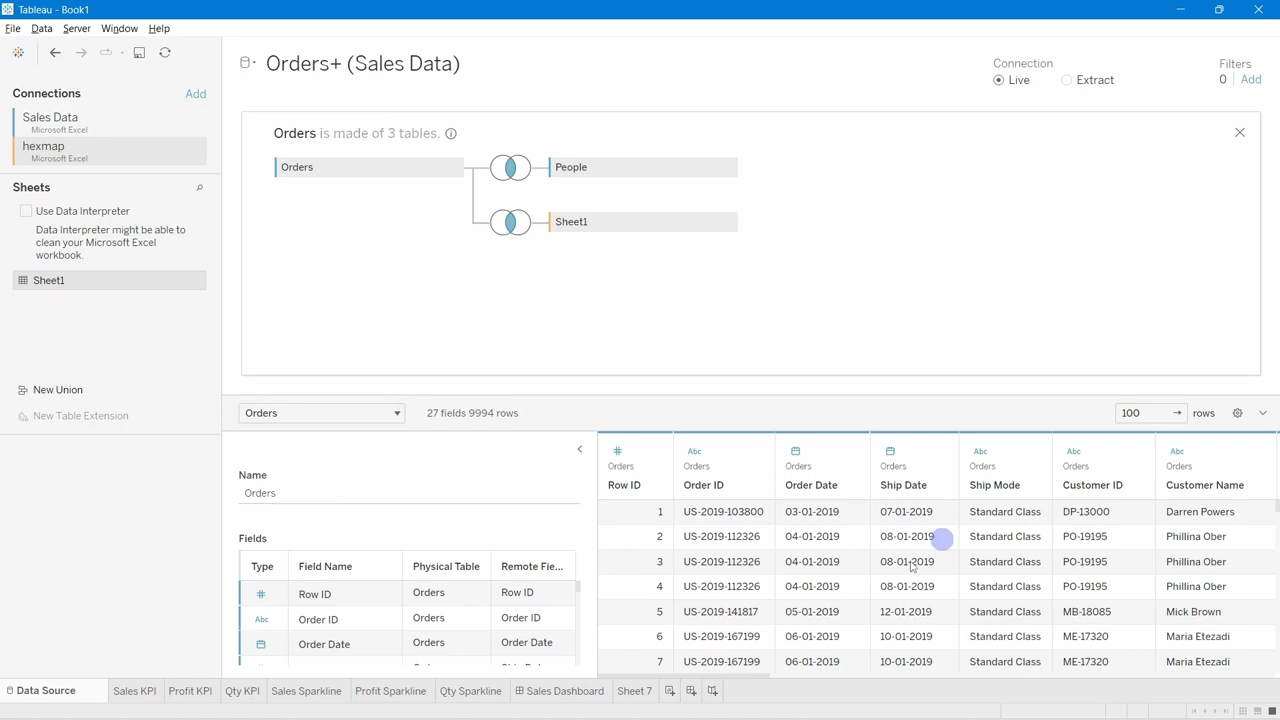 Tableau - Book1
File Data Server Window Help
Connections Add
Sales Data
Microsoft Excel
hexmap
Microsoft Excel
Sheets
Use Data Interpreter
Data Interpreter might be able to
clean your Microsoft Excel
workbook.
Sheet1
New Union
New Table Extension
Orders+ (Sales Data)
Connection
Live Extract
Filters
0 Add
Orders is made of 3 tables.
Orders People
Sheet1
Orders 27 fields 9994 rows 100 rows
Name
Orders
Fields
Type Field Name Physical Table Remote Fie...
# Row ID Orders Row ID
Abc Order ID Orders Order ID
Order Date Orders Order Date
# Abc Abc Abc Abc
Orders Orders Orders Orders Orders Orders Orders
Row ID Order ID Order Date Ship Date Ship Mode Customer ID Customer Name
1 US-2019-103800 03-01-2019 07-01-2019 Standard Class DP-13000 Darren Powers
2 US-2019-112326 04-01-2019 08-01-2019 Standard Class PO-19195 Phillina Ober
3 US-2019-112326 04-01-2019 08-01-2019 Standard Class PO-19195 Phillina Ober
4 US-2019-112326 04-01-2019 08-01-2019 Standard Class PO-19195 Phillina Ober
5 US-2019-141817 05-01-2019 12-01-2019 Standard Class MB-18085 Mick Brown
6 US-2019-167199 06-01-2019 10-01-2019 Standard Class ME-17320 Maria Etezadi
7 US-2019-167199 06-01-2019 10-01-2019 Standard Class ME-17320 Maria Etezadi
Data Source Sales KPI Profit KPI Qty KPI Sales Sparkline Profit Sparkline Qty Sparkline Sales Dashboard Sheet 7